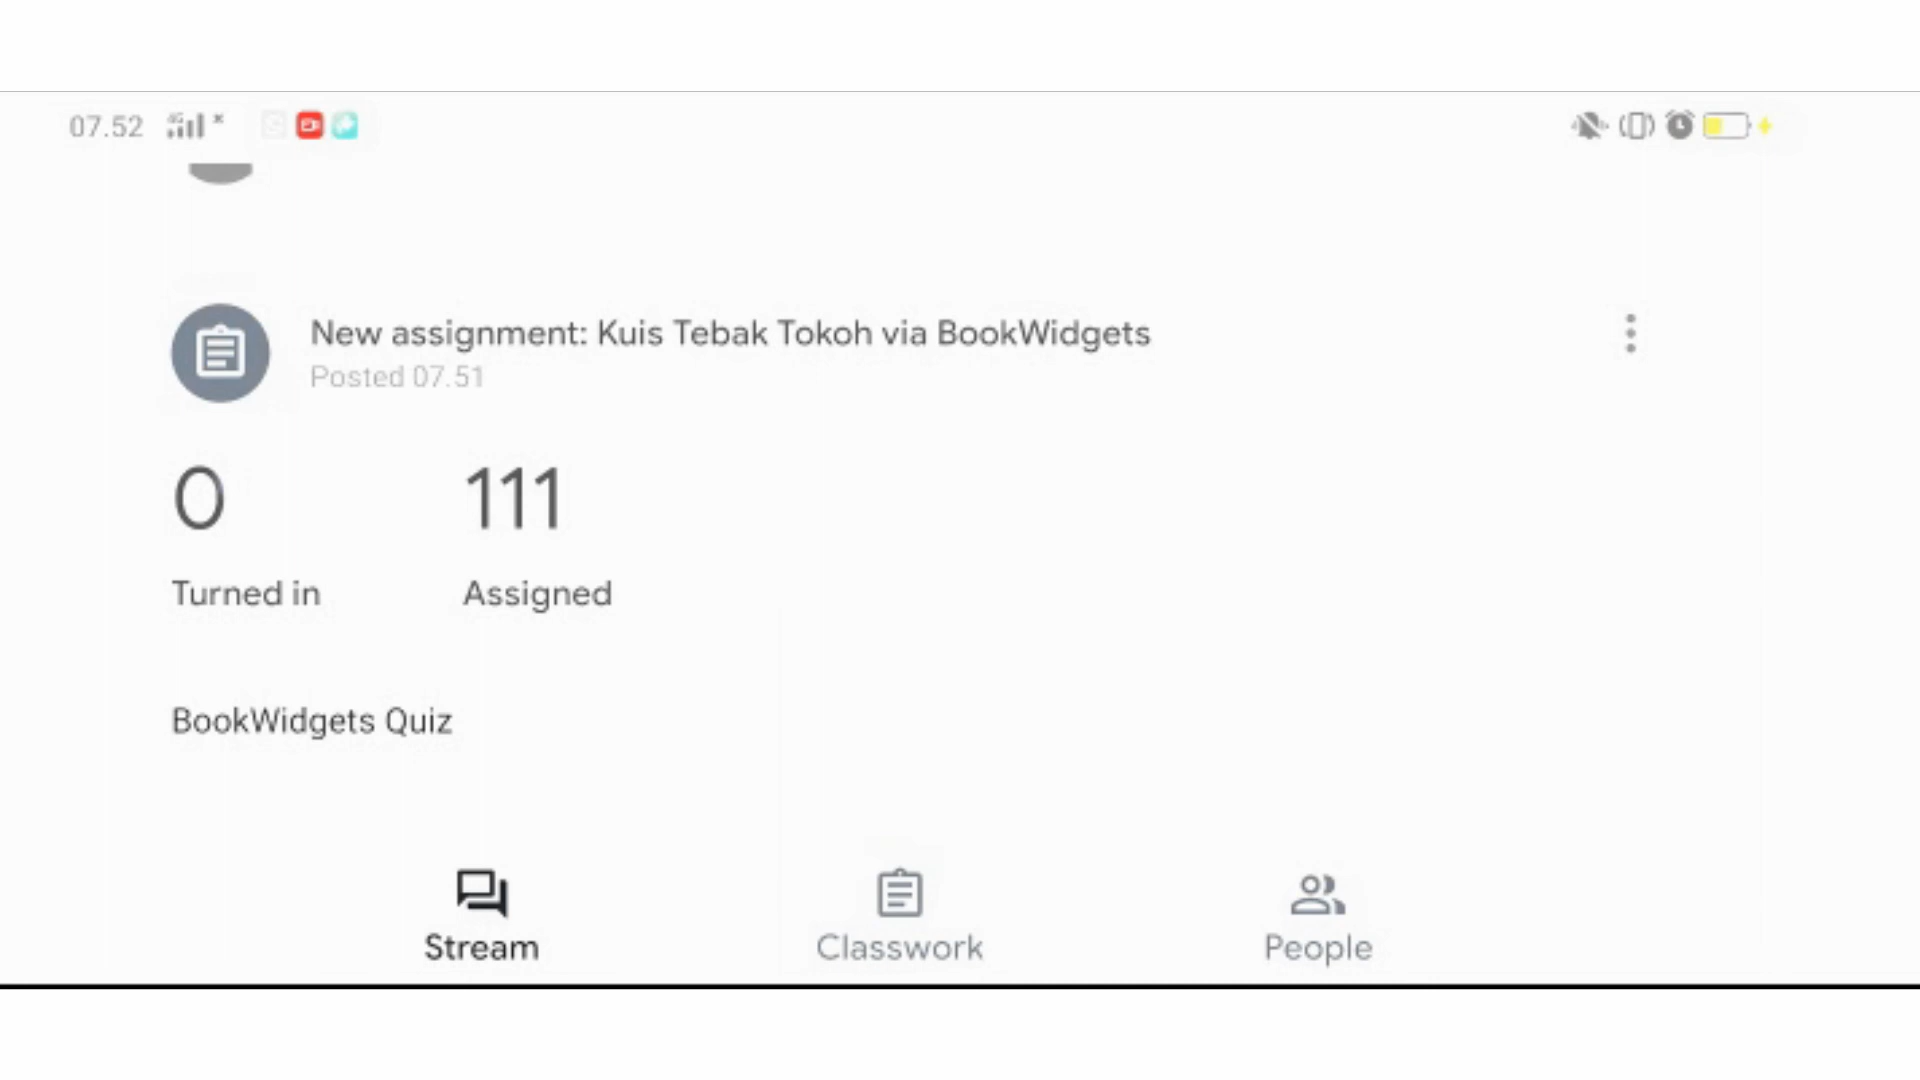 07.52
New assignment: Kuis Tebak Tokoh via BookWidgets
Posted 07.51
0
111
Turned in
Assigned
BookWidgets Quiz
Stream
Classwork
People